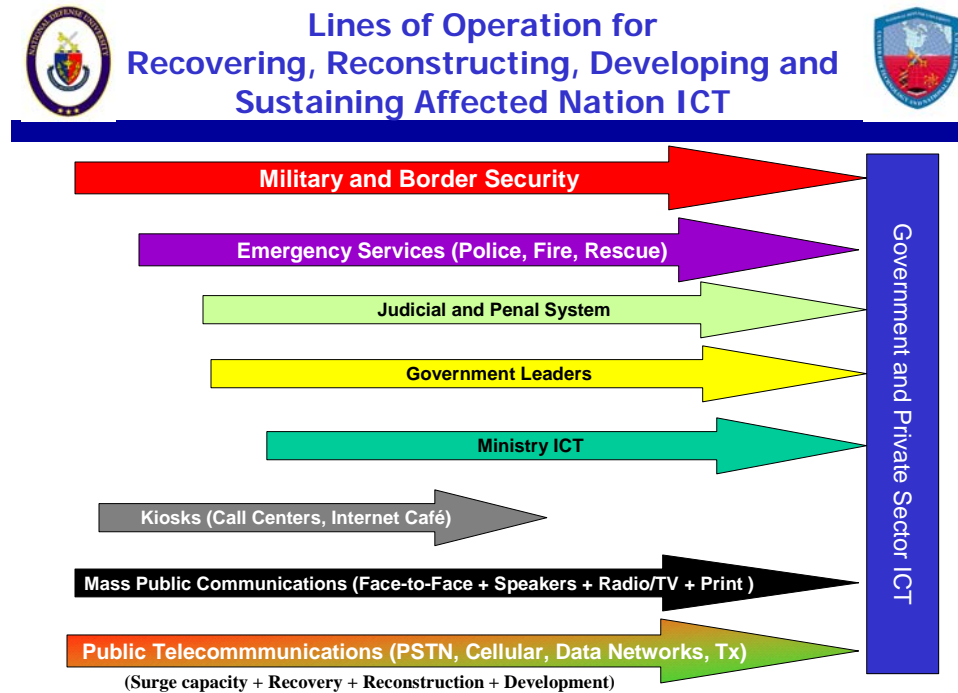 Lines of Operation for
Recovering, Reconstructing, Developing and
Sustaining Affected Nation ICT
NATIONAL DEFENSE UNIVERSITY
Military and Border Security
Emergency Services (Police, Fire, Rescue)
Judicial and Penal System
Government Leaders
Ministry ICT
Kiosks (Call Centers, Internet Café)
Mass Public Communications (Face-to-Face + Speakers + Radio/TV + Print )
Public Telecommmunications (PSTN, Cellular, Data Networks, Tx)
(Surge capacity + Recovery + Reconstruction + Development)
Government and Private Sector ICT